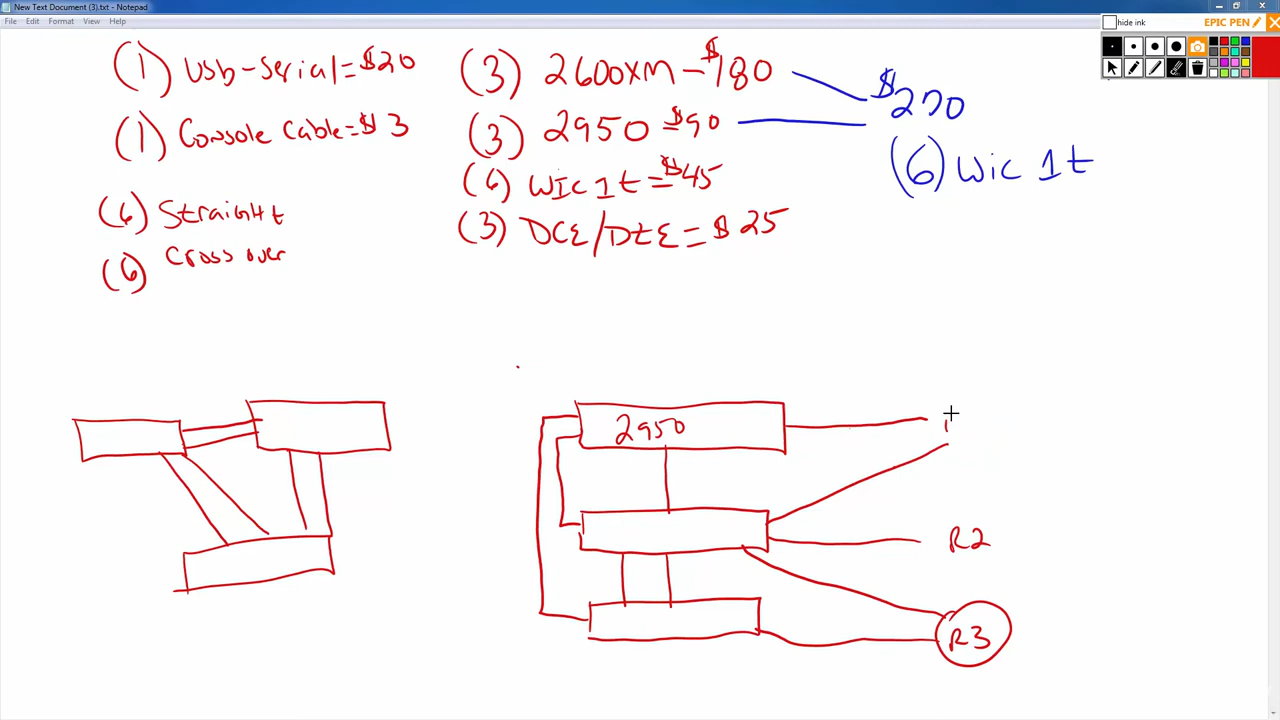 New Text Document (3).txt - Notepad
File Edit Format View Help
hide ink
EPIC PEN
(1) Usb-Serial = $20
(1) Console Cable = $3
(6) Straight
(6) Cross over
(3) 2600xm - $180
(3) 2950 = $90
(6) WIC 1t = $45
(3) DCE/DTE = $25
$270
(6) Wic 1t
2950
R2
R3